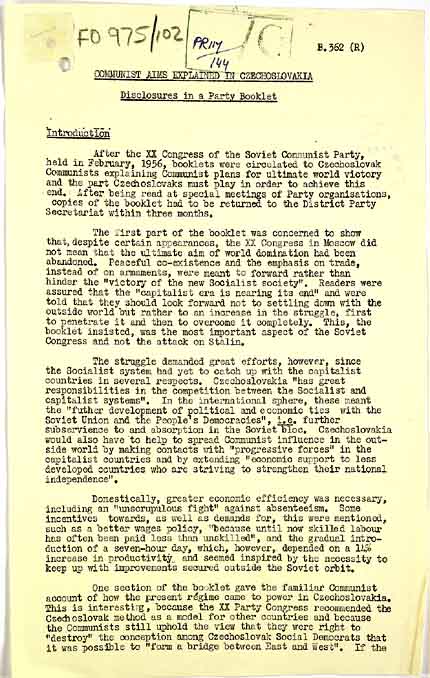 FO 975/102
PR 114/
144
C
B.362 (R)
COMMUNIST AIMS EXPLAINED IN CZECHOSLOVAKIA
Disclosures in a Party Booklet
Introduction
After the XX Congress of the Soviet Communist Party,
held in February, 1956, booklets were circulated to Czechoslovak
Communists explaining Communist plans for ultimate world victory
and the part Czechoslovaks must play in order to achieve this
end. After being read at special meetings of Party organisations,
copies of the booklet had to be returned to the District Party
Secretariat within three months.
The first part of the booklet was concerned to show
that, despite certain appearances, the XX Congress in Moscow did
not mean that the ultimate aim of world domination had been
abandoned. Peaceful co-existence and the emphasis on trade,
instead of on armaments, were meant to forward rather than
hinder the "victory of the new Socialist society". Readers were
assured that the "capitalist era is nearing its end" and were
told that they should look forward not to settling down with the
outside world but rather to an increase in the struggle, first
to penetrate it and then to overcome it completely. This, the
booklet insisted, was the most important aspect of the Soviet
Congress and not the attack on Stalin.
The struggle demanded great efforts, however, since
the Socialist system had yet to catch up with the capitalist
countries in several respects. Czechoslovakia "has great
responsibilities in the competition between the Socialist and
capitalist systems". In the international sphere, these meant
the "futher development of political and economic ties with the
Soviet Union and the People's Democracies", i.e. further
subservience to and absorption in the Soviet bloc. Czechoslovakia
would also have to help to spread Communist influence in the out-
side world by making contacts with "progressive forces" in the
capitalist countries and by extending "economic support to less
developed countries who are striving to strengthen their national
independence".
Domestically, greater economic efficiency was necessary,
including an "unscrupulous fight" against absenteeism. Some
incentives towards, as well as demands for, this were mentioned,
such as a better wages policy, "because until now skilled labour
has often been paid less than unskilled", and the gradual intro-
duction of a seven-hour day, which, however, depended on a 14%
increase in productivity and seemed inspired by the necessity to
keep up with improvements secured outside the Soviet orbit.
One section of the booklet gave the familiar Communist
account of how the present régime came to power in Czechoslovakia.
This is interesting, because the XX Party Congress recommended the
Czechoslovak method as a model for other countries and because
the Communists still uphold the view that they were right to
"destroy" the conception among Czechoslovak Social Democrats that
it was possible to "form a bridge between East and West". If the